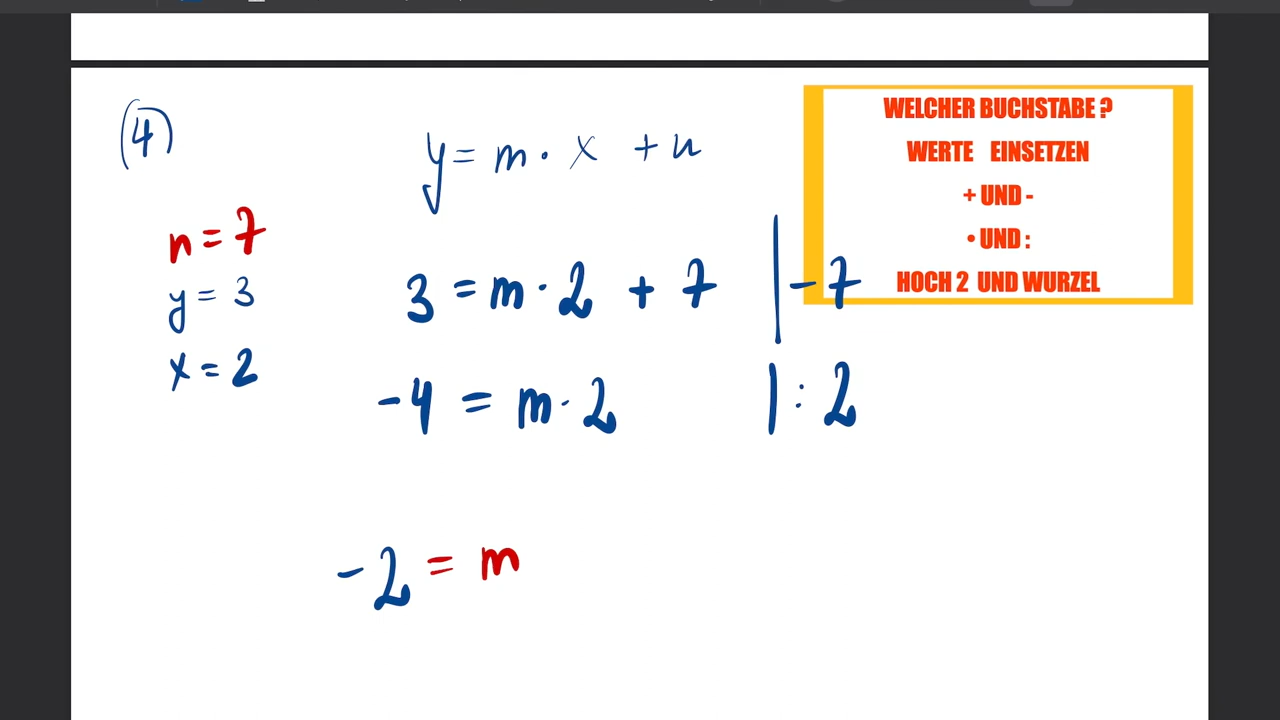 (4)
y = m · x + n
n = 7
y = 3
x = 2
3 = m · 2 + 7 | - 7
-4 = m · 2 | : 2
-2 = m
WELCHER BUCHSTABE ?
WERTE EINSETZEN
+ UND -
• UND :
HOCH 2 UND WURZEL